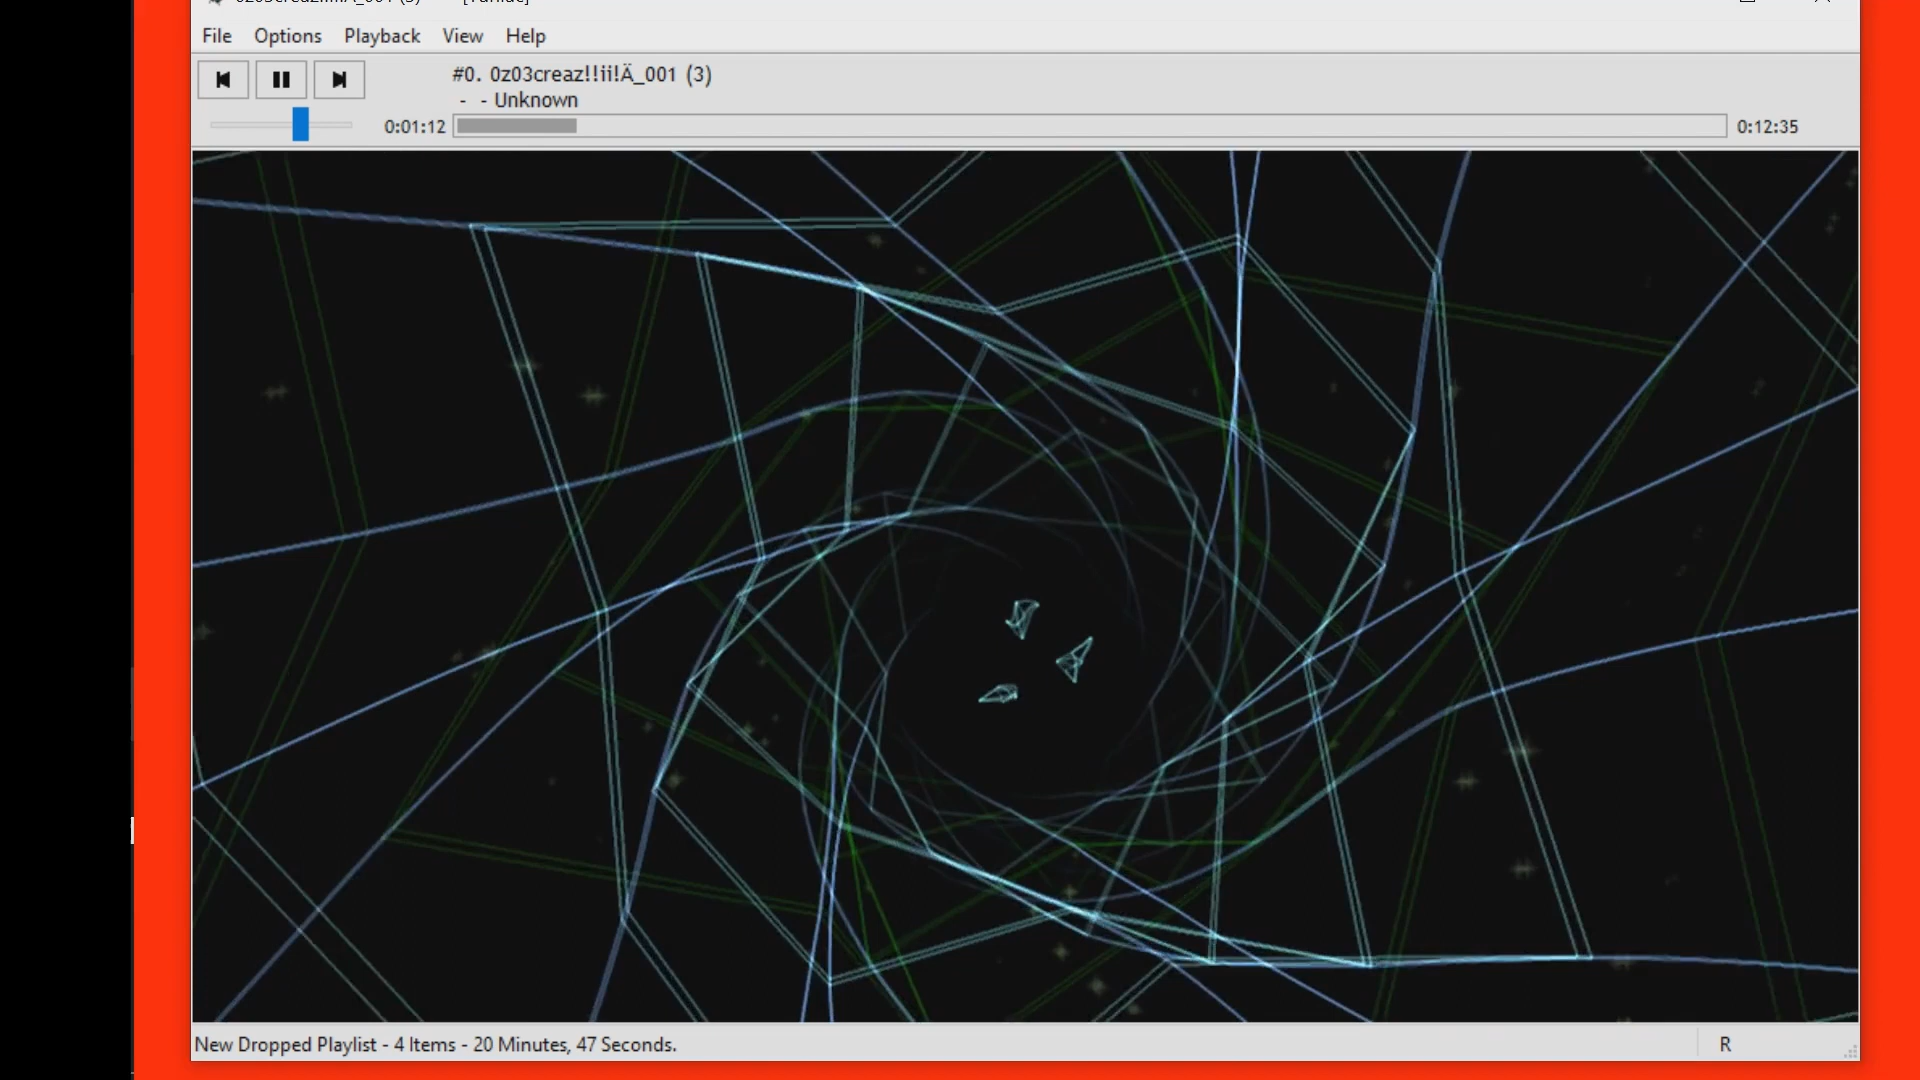 File Options Playback View Help
#0. 0z03creaz!!ii!Ä_001 (3)
- - Unknown
0:01:12 0:12:35
New Dropped Playlist - 4 Items - 20 Minutes, 47 Seconds. R